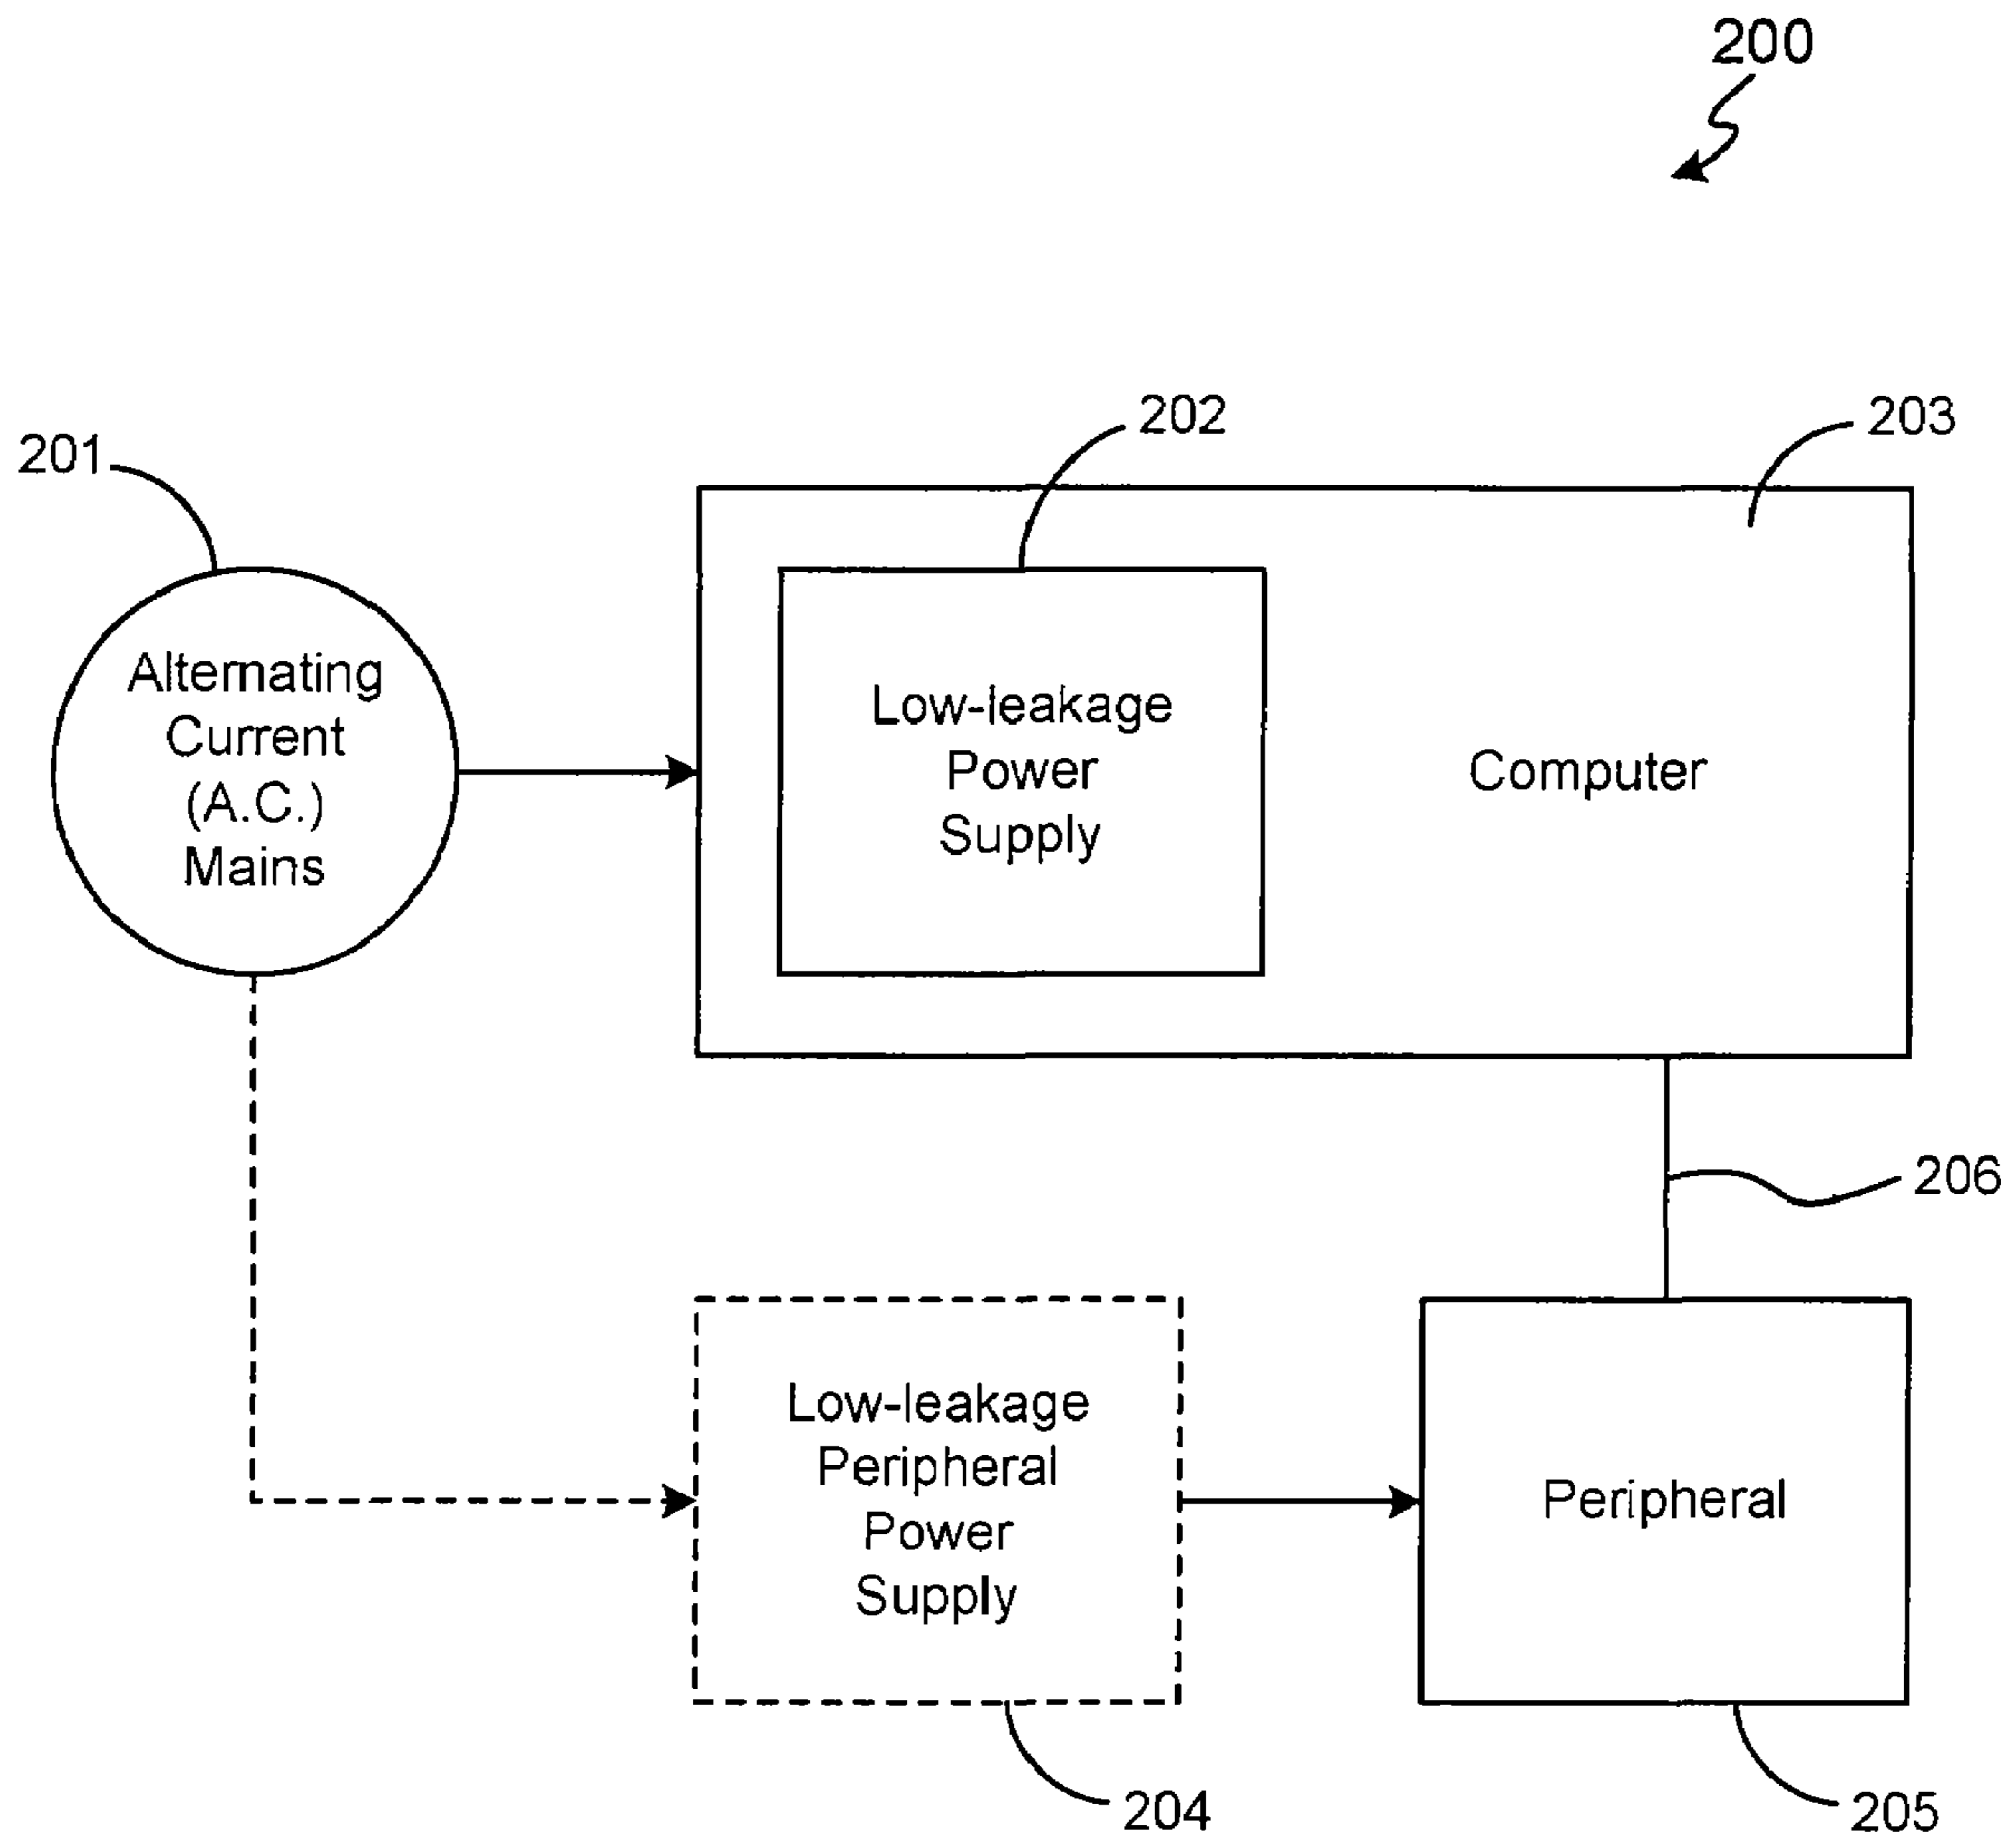 200
202
203
201
Alternating
Current
(A.C.)
Mains
Low-leakage
Power
Supply
Computer
206
Low-leakage
Peripheral
Power
Supply
Peripheral
204
205